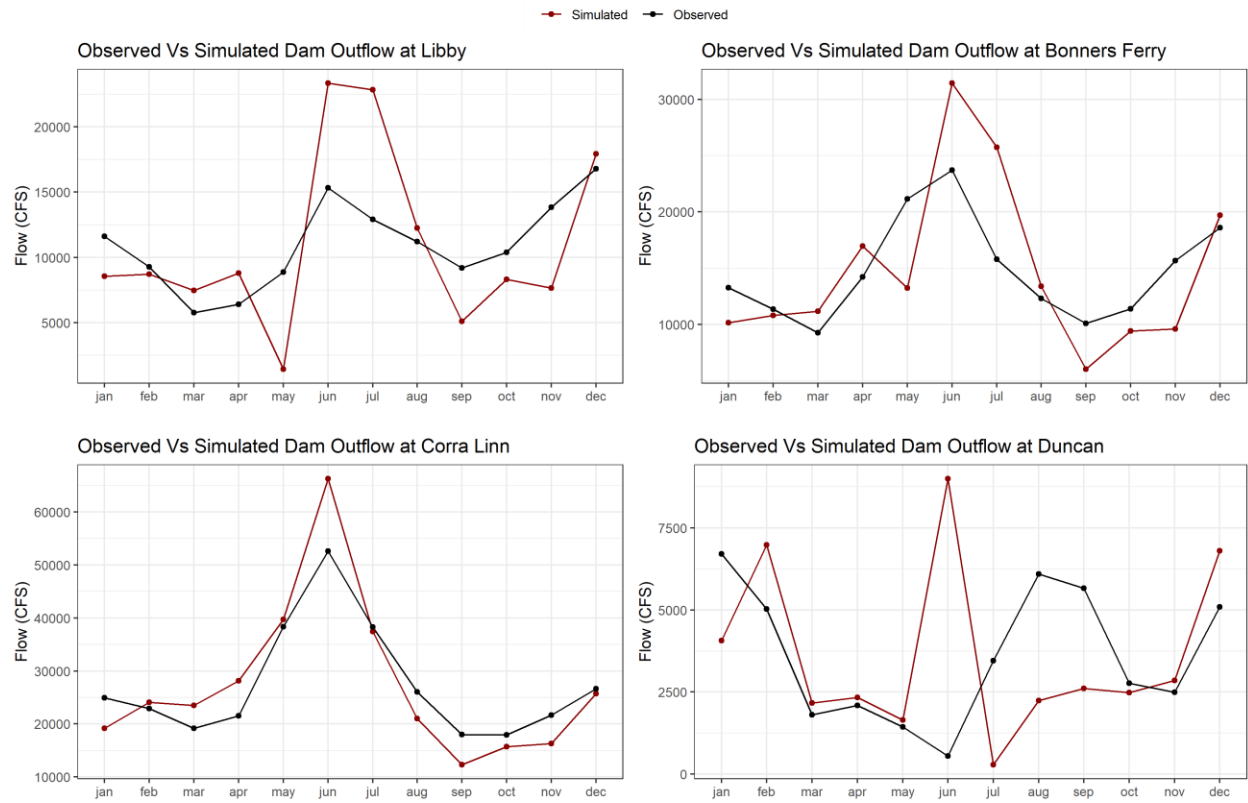 Simulated Observed
Observed Vs Simulated Dam Outflow at Libby
Flow (CFS)
20000
15000
10000
5000
jan feb mar apr may jun jul aug sep oct nov dec
Observed Vs Simulated Dam Outflow at Bonners Ferry
Flow (CFS)
30000
20000
10000
jan feb mar apr may jun jul aug sep oct nov dec
Observed Vs Simulated Dam Outflow at Corra Linn
Flow (CFS)
60000
50000
40000
30000
20000
10000
jan feb mar apr may jun jul aug sep oct nov dec
Observed Vs Simulated Dam Outflow at Duncan
Flow (CFS)
7500
5000
2500
0
jan feb mar apr may jun jul aug sep oct nov dec